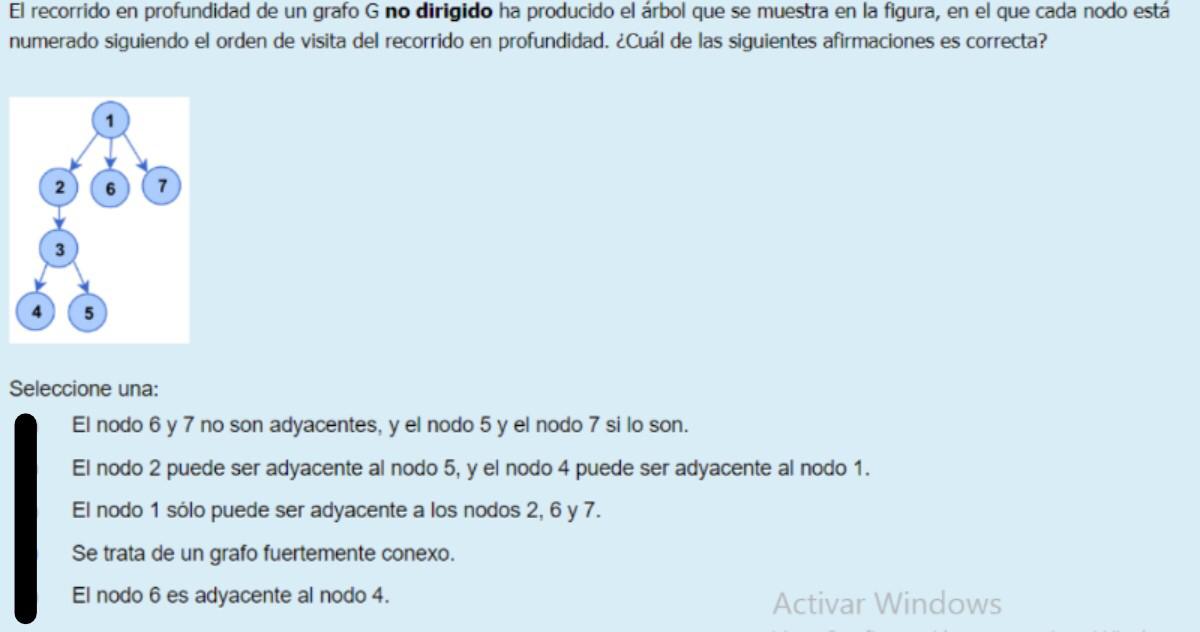 El recorrido en profundidad de un grafo G no dirigido ha producido el árbol que se muestra en la figura, en el que cada nodo está
numerado siguiendo el orden de visita del recorrido en profundidad. ¿Cuál de las siguientes afirmaciones es correcta?
1
2 6 7
3
4 5
Seleccione una:
El nodo 6 y 7 no son adyacentes, y el nodo 5 y el nodo 7 si lo son.
El nodo 2 puede ser adyacente al nodo 5, y el nodo 4 puede ser adyacente al nodo 1.
El nodo 1 sólo puede ser adyacente a los nodos 2, 6 y 7.
Se trata de un grafo fuertemente conexo.
El nodo 6 es adyacente al nodo 4.
Activar Windows